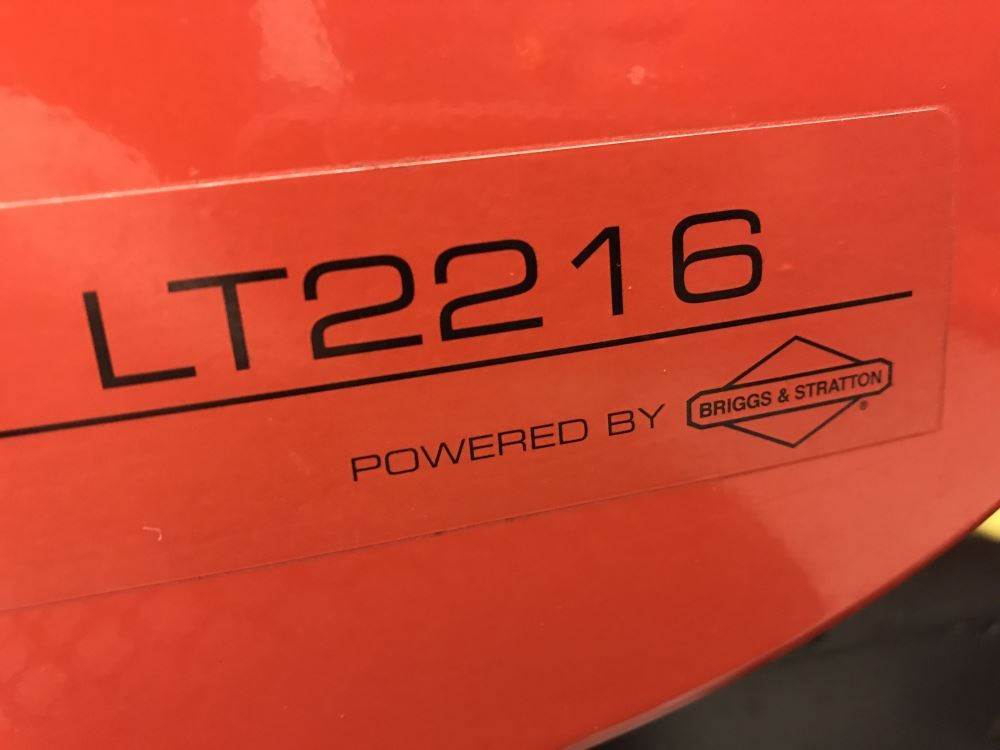 LT2216
POWERED BY BRIGGS & STRATTON®